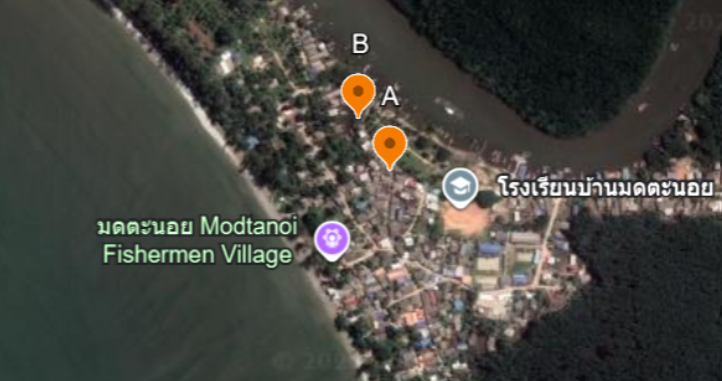 B
A
โรงเรียนบ้านมดตะนอย
มดตะนอย Modtanoi
Fishermen Village